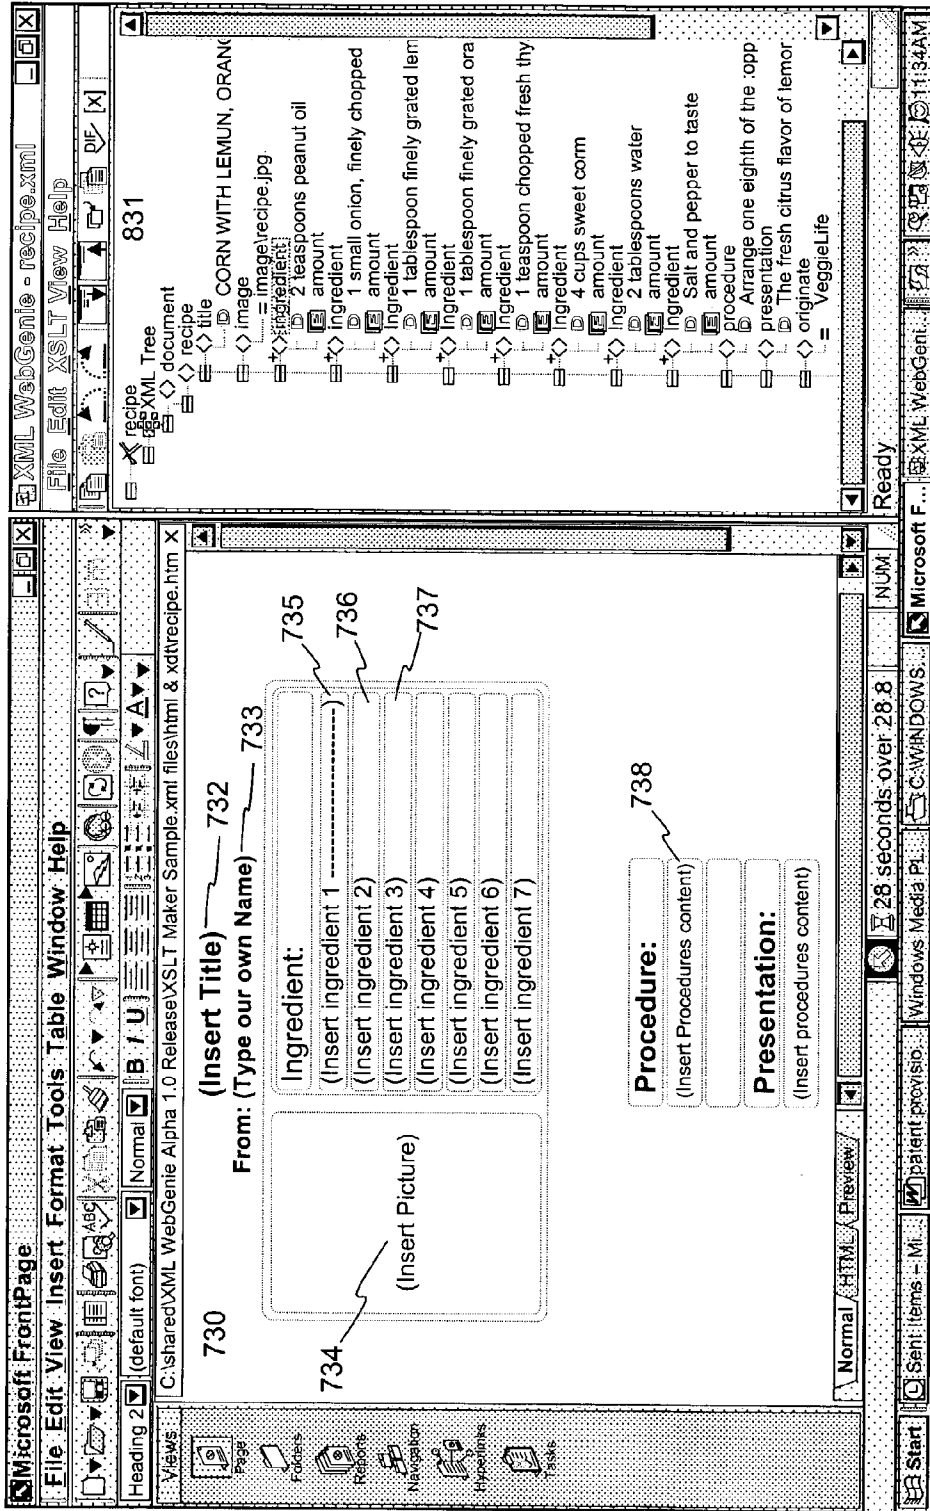 Microsoft FrontPage
File Edit View Insert Format Tools Table Window Help
ABC
?
Heading 2 (default font) Normal B I U A
Views C:\shared\XML WebGenie Alpha 1.0 Release\XSLT Maker Sample.xml files\html & xdt\recipe.htm X
Page
Folders
Reports
Navigation
Hyperlinks
Tasks
730
(Insert Title) 732
From: (Type our own Name) 733
734
(Insert Picture)
Ingredient:
(Insert ingredient 1 ---------------------) 735
(Insert ingredient 2) 736
(Insert ingredient 3) 737
(Insert ingredient 4)
(Insert ingredient 5)
(Insert ingredient 6)
(Insert ingredient 7)
Procedure:
(Insert Procedures content) 738
Presentation:
(Insert procedures content)
Normal HTML Preview
28 seconds over 28.8 NUM
XML WebGenie - recipe.xml
File Edit XSLT View Help
DIF [X]
831
recipe
XML Tree
document
recipe
title
D CORN WITH LEMUN, ORANG
image
= image\recipe.jpg
ingredient
D 2 teaspoons peanut oil
E amount
Ingredient
D 1 small onion, finely chopped
E amount
Ingredient
D 1 tablespoon finely grated lem
E amount
Ingredient
D 1 tablespoon finely grated ora
E amount
Ingredient
D 1 teaspoon chopped fresh thy
E amount
Ingredient
D 4 cups sweet corm
E amount
Ingredient
D 2 tablespocns water
E amount
Ingredient
D Salt and pepper to taste
E amount
procedure
D Arrange one eighth of the :opp
presentation
D The fresh citrus flavor of lemor
originate
= VeggieLife
Ready
Start Sent Items – Mi... patent provisio... Windows Media PL... C:\WINDOWS... Microsoft F... XML WebGeni... 11:34AM